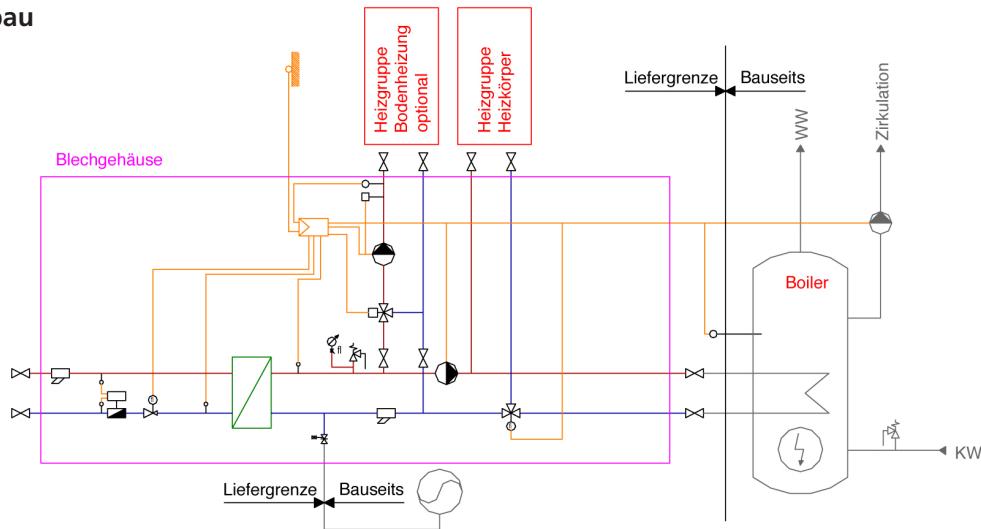 bau
Heizgruppe
Bodenheizung
optional
Heizgruppe
Heizkörper
Liefergrenze
Bauseits
WW
Zirkulation
Blechgehäuse
Boiler
fl
KW
Liefergrenze
Bauseits